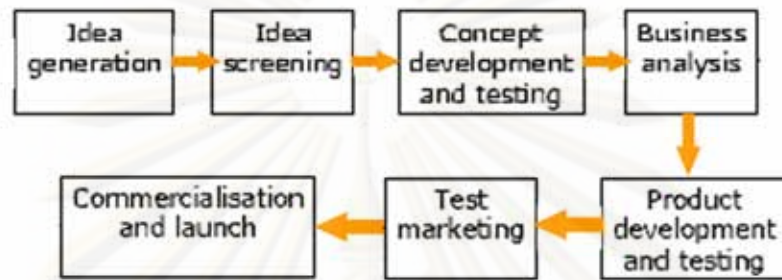 Idea
generation
Idea
screening
Concept
development
and testing
Business
analysis
Product
development
and testing
Test
marketing
Commercialisation
and launch